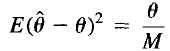 E(θ̂ − θ)² = θ/M